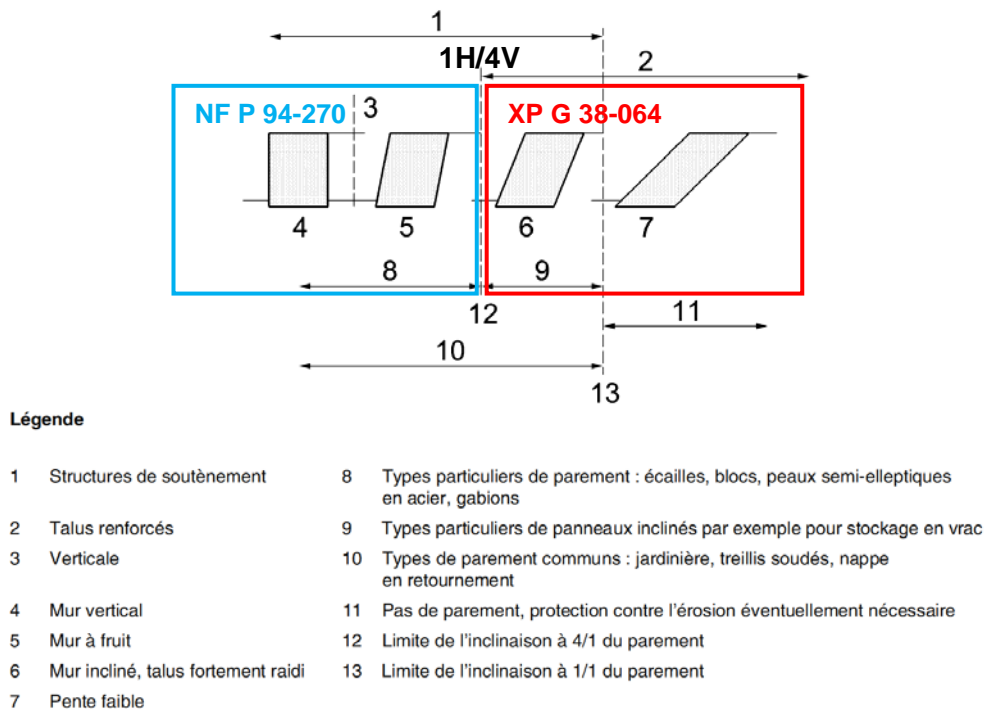 1
1H/4V
2
NF P 94-270
3
XP G 38-064
4
5
6
7
8
9
12
11
10
13
Légende
1 Structures de soutènement
2 Talus renforcés
3 Verticale
4 Mur vertical
5 Mur à fruit
6 Mur incliné, talus fortement raidi
7 Pente faible
8 Types particuliers de parement : écailles, blocs, peaux semi-elliptiques
en acier, gabions
9 Types particuliers de panneaux inclinés par exemple pour stockage en vrac
10 Types de parement communs : jardinière, treillis soudés, nappe
en retournement
11 Pas de parement, protection contre l'érosion éventuellement nécessaire
12 Limite de l'inclinaison à 4/1 du parement
13 Limite de l'inclinaison à 1/1 du parement